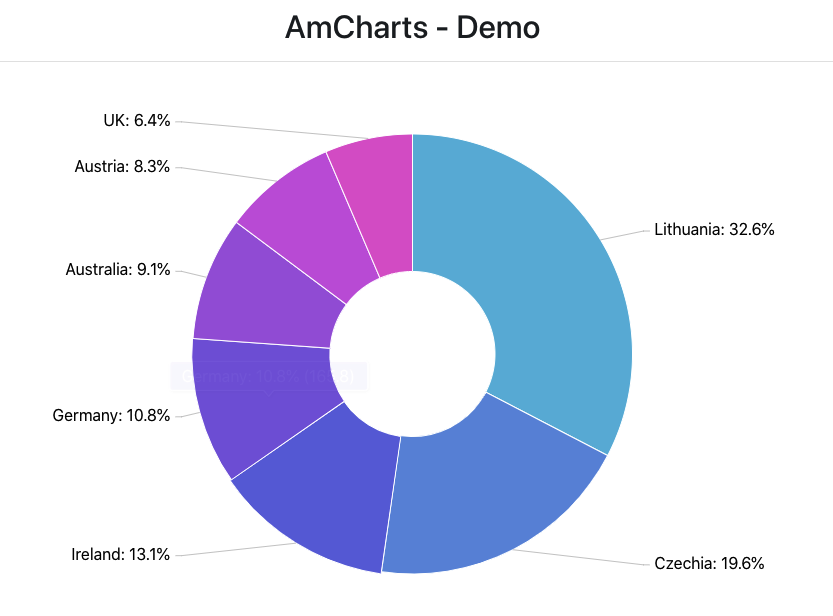 AmCharts - Demo
UK: 6.4%
Austria: 8.3%
Lithuania: 32.6%
Australia: 9.1%
Germany: 10.8%
Ireland: 13.1%
Czechia: 19.6%